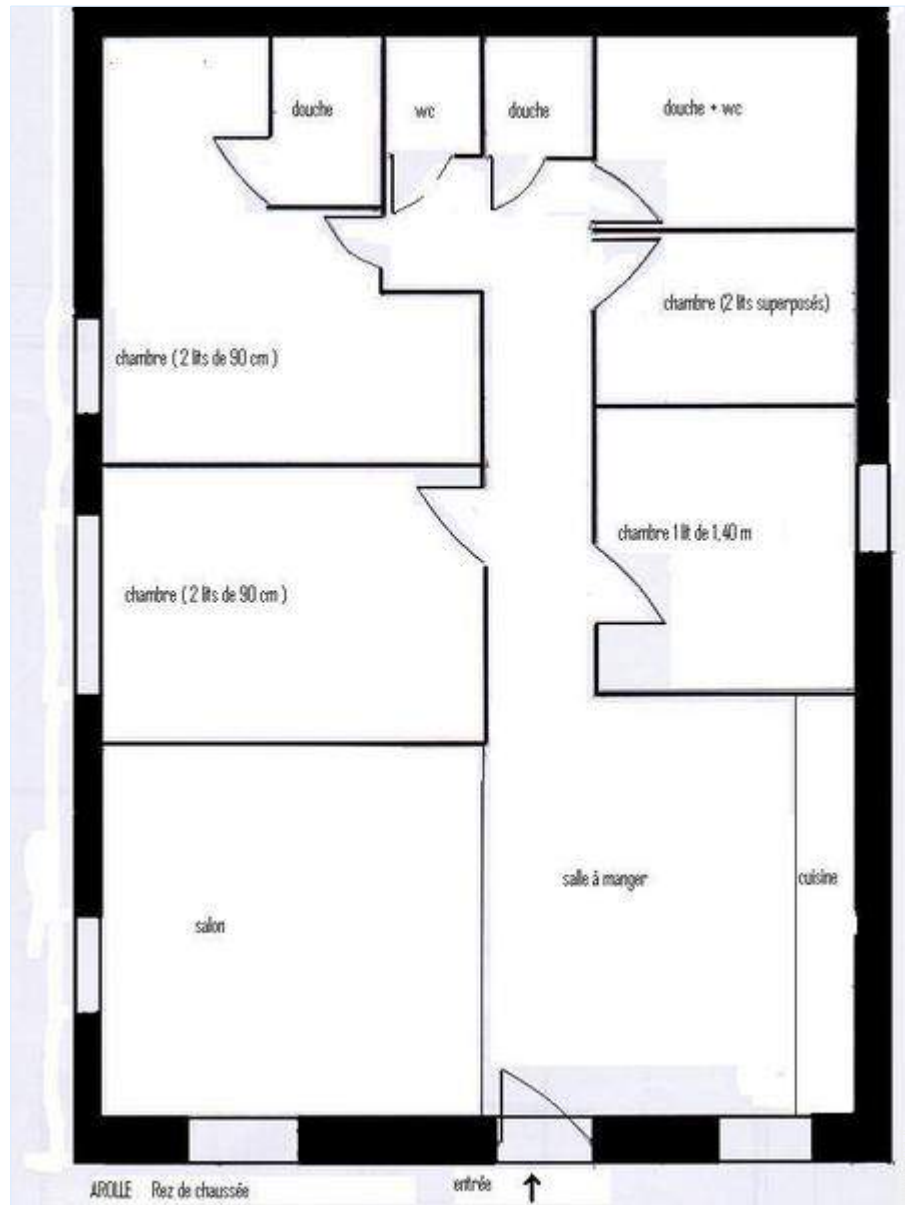 douche
wc
douche
douche + wc
chambre (2 lits superposés)
chambre ( 2 lits de 90 cm )
chambre 1 lit de 1,40 m
chambre ( 2 lits de 90 cm )
salle à manger
cuisine
salon
AROLLE Rez de chaussée
entrée